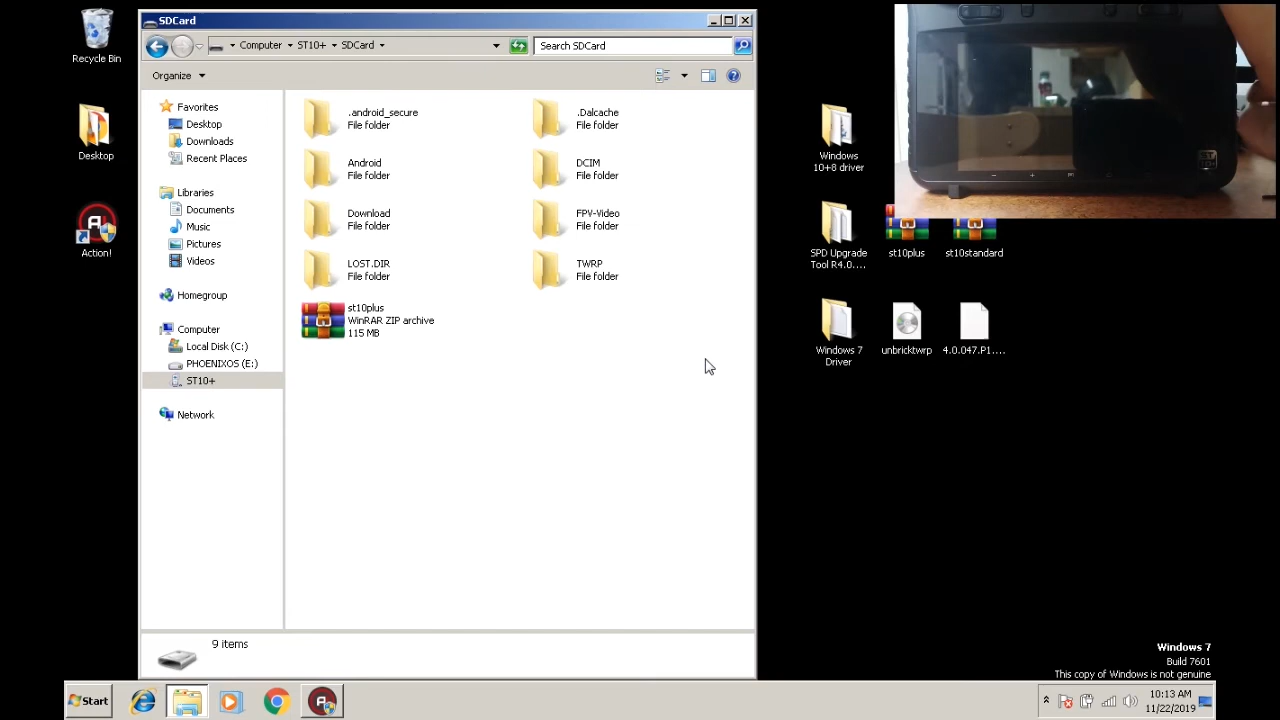 SDCard
Computer
ST10+
SDCard
Search SDCard
Organize
Favorites
Desktop
Downloads
Recent Places
Libraries
Documents
Music
Pictures
Videos
Homegroup
Computer
Local Disk (C:)
PHOENIXOS (E:)
ST10+
Network
.android_secure
File folder
.Dalcache
File folder
Android
File folder
DCIM
File folder
Download
File folder
FPV-Video
File folder
LOST.DIR
File folder
TWRP
File folder
st10plus
WinRAR ZIP archive
115 MB
9 items
Recycle Bin
Desktop
Action!
Windows
10+8 driver
SPD Upgrade
Tool R4.0....
st10plus
st10standard
Windows 7
Driver
unbricktwrp
4.0.047.P1....
Windows 7
Build 7601
This copy of Windows is not genuine
Start
10:13 AM
11/22/2019